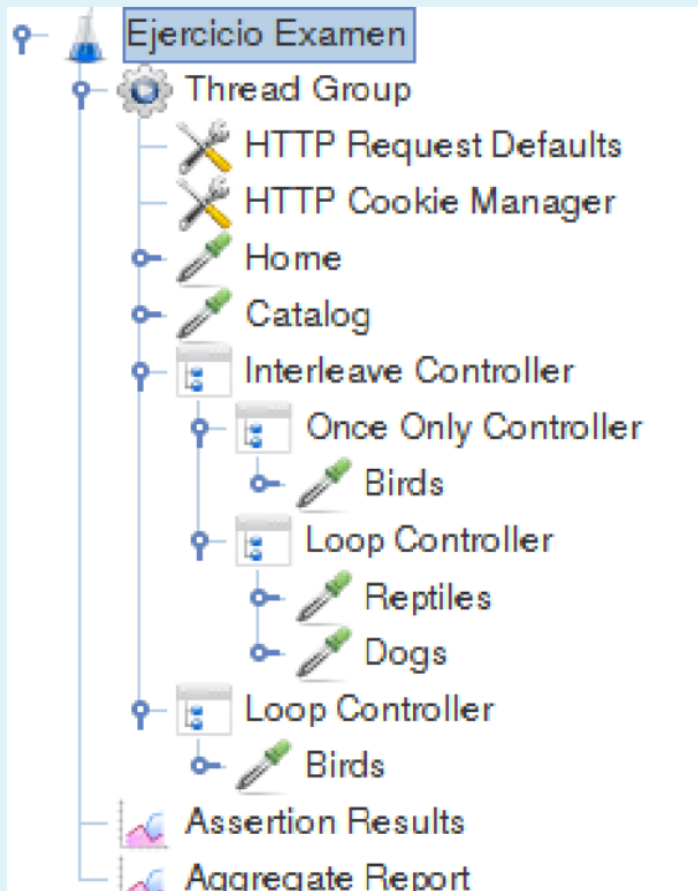 Ejercicio Examen
Thread Group
HTTP Request Defaults
HTTP Cookie Manager
Home
Catalog
Interleave Controller
Once Only Controller
Birds
Loop Controller
Reptiles
Dogs
Loop Controller
Birds
Assertion Results
Aggregate Report